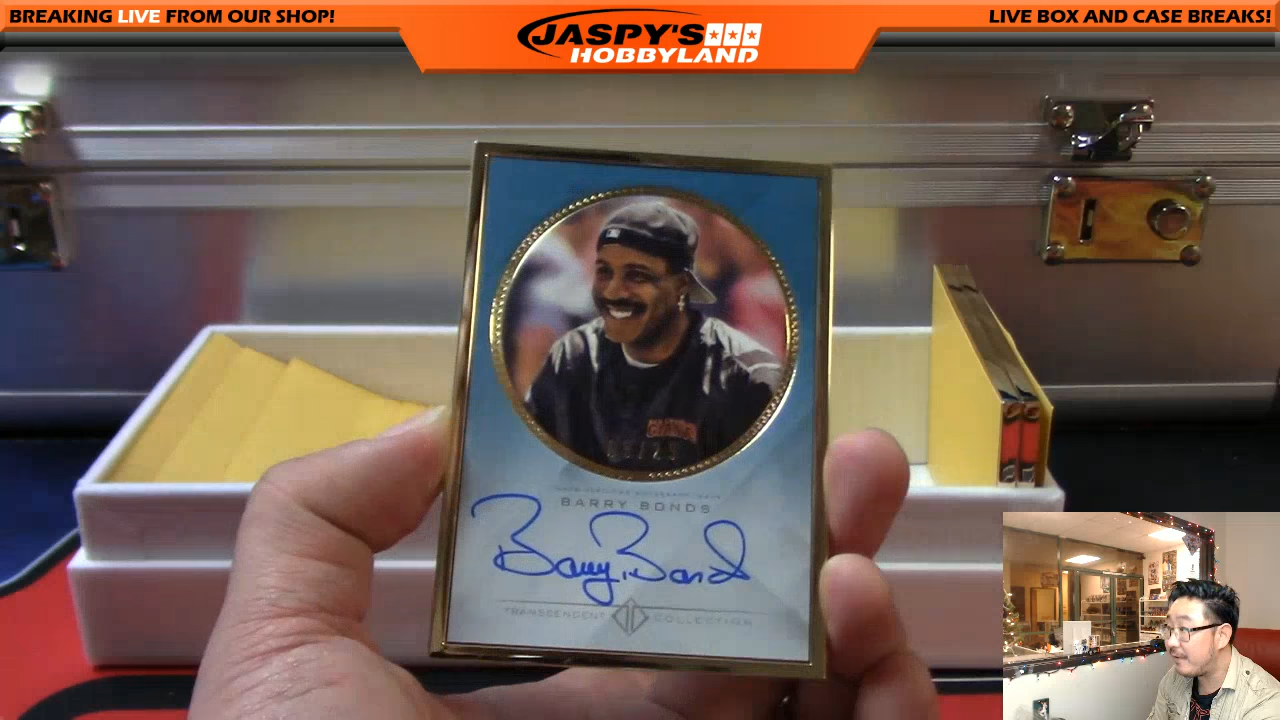 BREAKING LIVE FROM OUR SHOP!
JASPY'S
HOBBYLAND
LIVE BOX AND CASE BREAKS!
BARRY BONDS
Barry Bonds
TRANSCENDENT COLLECTION